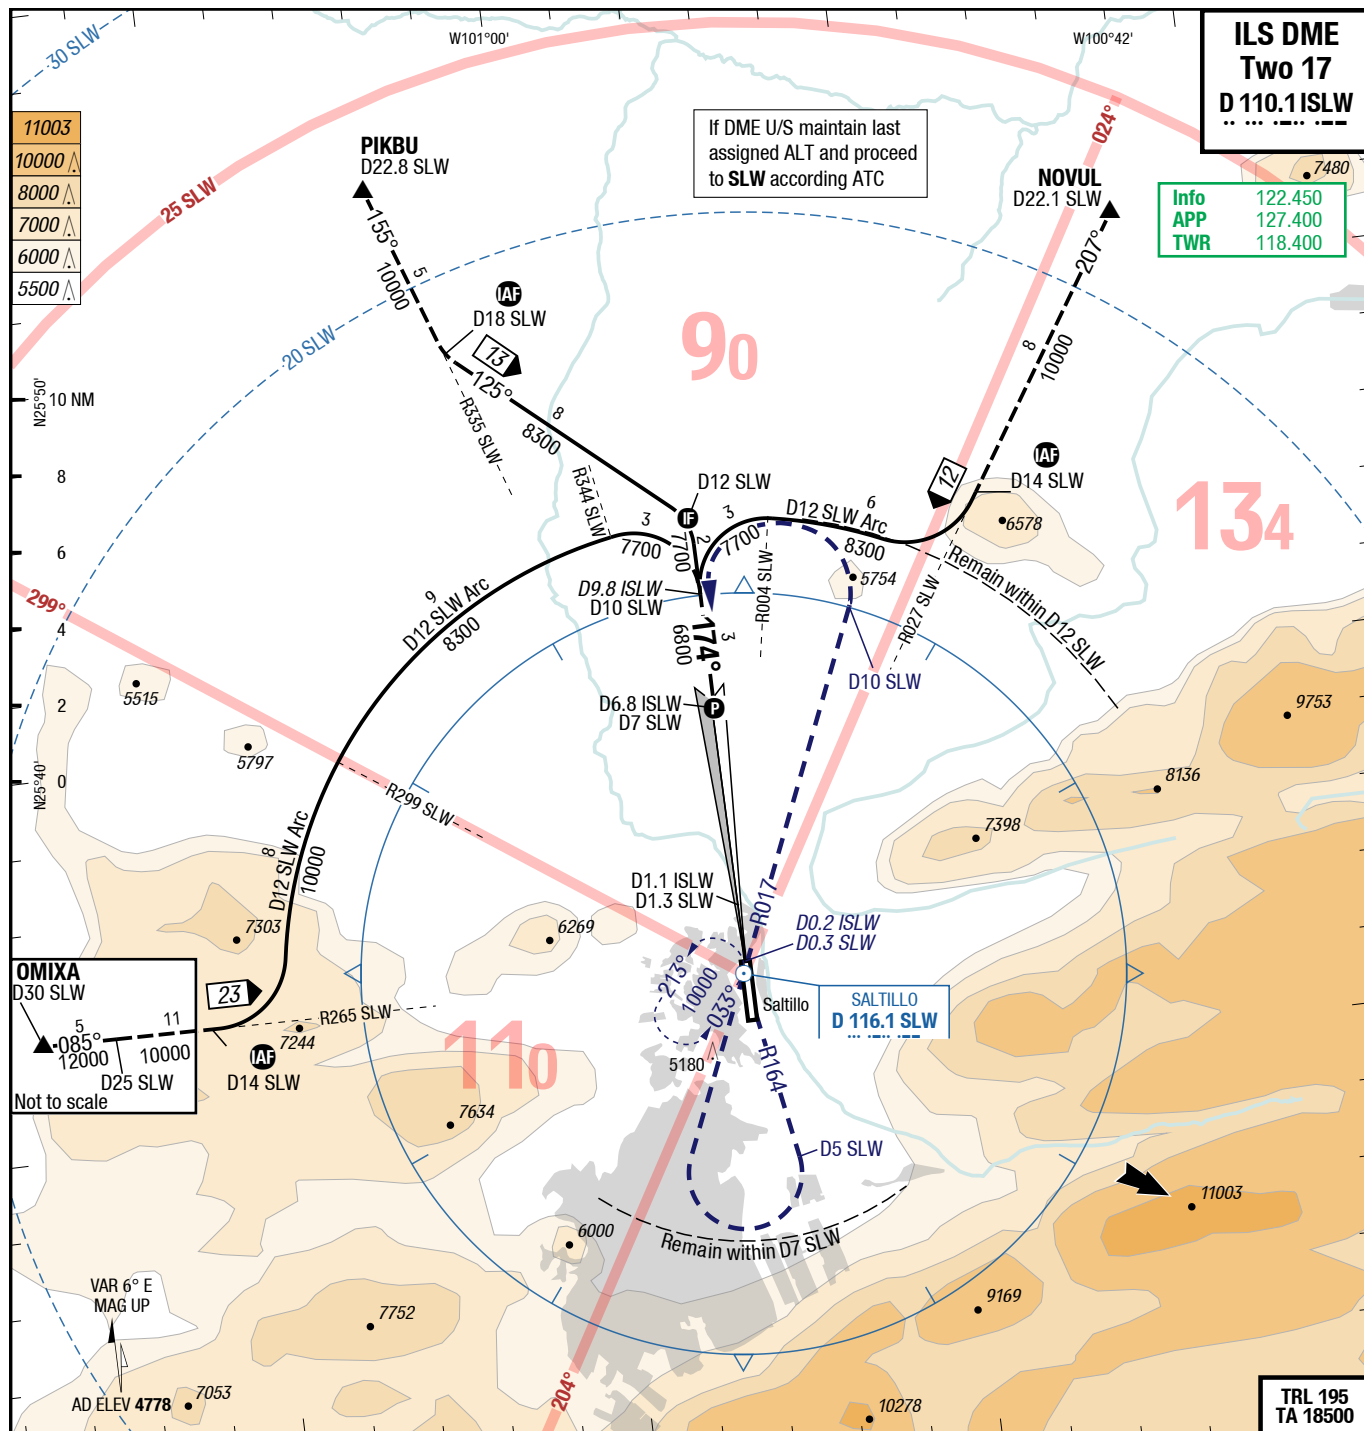 30 SLW
W101°00'
W100°42'
ILS DME
Two 17
D 110.1 ISLW
11003
10000
8000
7000
6000
5500
PIKBU
D22.8 SLW
25 SLW
If DME U/S maintain last
assigned ALT and proceed
to SLW according ATC
024°
NOVUL
D22.1 SLW
7480
Info 122.450
APP 127.400
TWR 118.400
155°
5
10000
207°
8
10000
IAF
D18 SLW
20 SLW
13
125°
8
8300
R335 SLW
90
N25°50'
10 NM
8
6
4
2
0
N25°40'
R344 SLW
D12 SLW
IF
3
7700
2
7700
3
7700
D12 SLW Arc
6
8300
12
IAF
D14 SLW
6578
134
5754
Remain within D12 SLW
R004 SLW
R027 SLW
299°
9
D12 SLW Arc
8300
D9.8 ISLW
D10 SLW
174°
3
6800
D10 SLW
5515
5797
D6.8 ISLW
D7 SLW
P
9753
8136
7398
R299 SLW
8
D12 SLW Arc
10000
D1.1 ISLW
D1.3 SLW
R017
D0.2 ISLW
D0.3 SLW
7303
6269
213°
10000
033°
OMIXA
D30 SLW
5
085°
12000
11
10000
D25 SLW
Not to scale
23
R265 SLW
7244
IAF
D14 SLW
110
Saltillo
SALTILLO
D 116.1 SLW
5180
R164
7634
D5 SLW
11003
6000
Remain within D7 SLW
VAR 6° E
MAG UP
7752
9169
AD ELEV 4778
7053
204°
10278
TRL 195
TA 18500